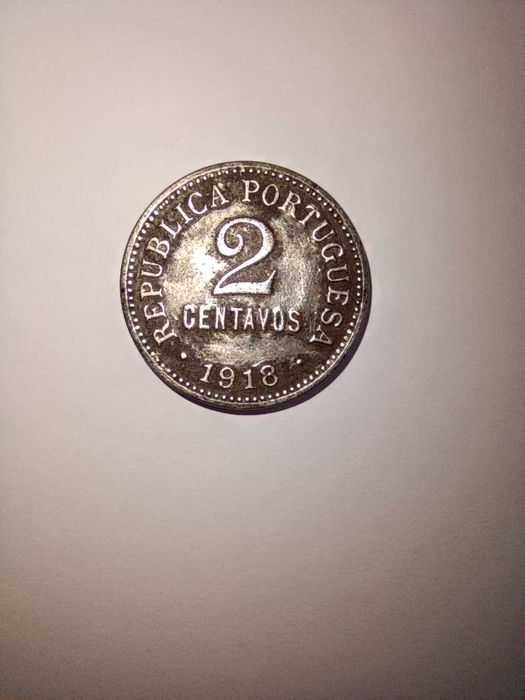 REPUBLICA PORTUGUESA
2
CENTAVOS
· 1918 ·